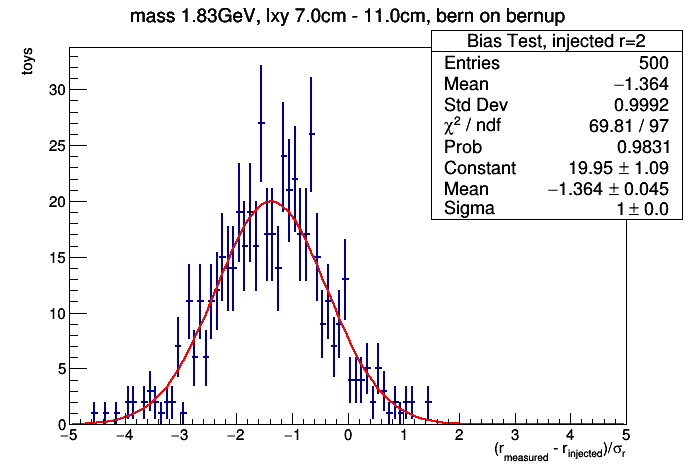 mass 1.83GeV, lxy 7.0cm - 11.0cm, bern on bernup
Bias Test, injected r=2
Entries 500
Mean −1.364
Std Dev 0.9992
χ² / ndf 69.81 / 97
Prob 0.9831
Constant 19.95 ± 1.09
Mean −1.364 ± 0.045
Sigma 1 ± 0.0
toys
30
25
20
15
10
5
0
−5 −4 −3 −2 −1 0 1 2 3 4 5
(r_measured - r_injected)/σ_r